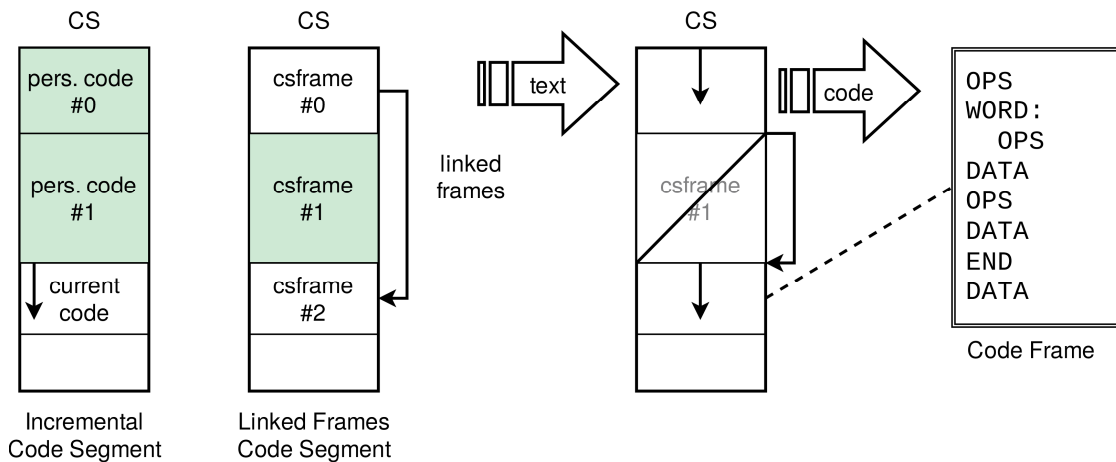 CS
pers. code
#0
pers. code
#1
current
code
Incremental
Code Segment
CS
csframe
#0
csframe
#1
csframe
#2
Linked Frames
Code Segment
linked
frames
text
CS
csframe
#1
code
OPS
WORD:
OPS
DATA
OPS
DATA
END
DATA
Code Frame